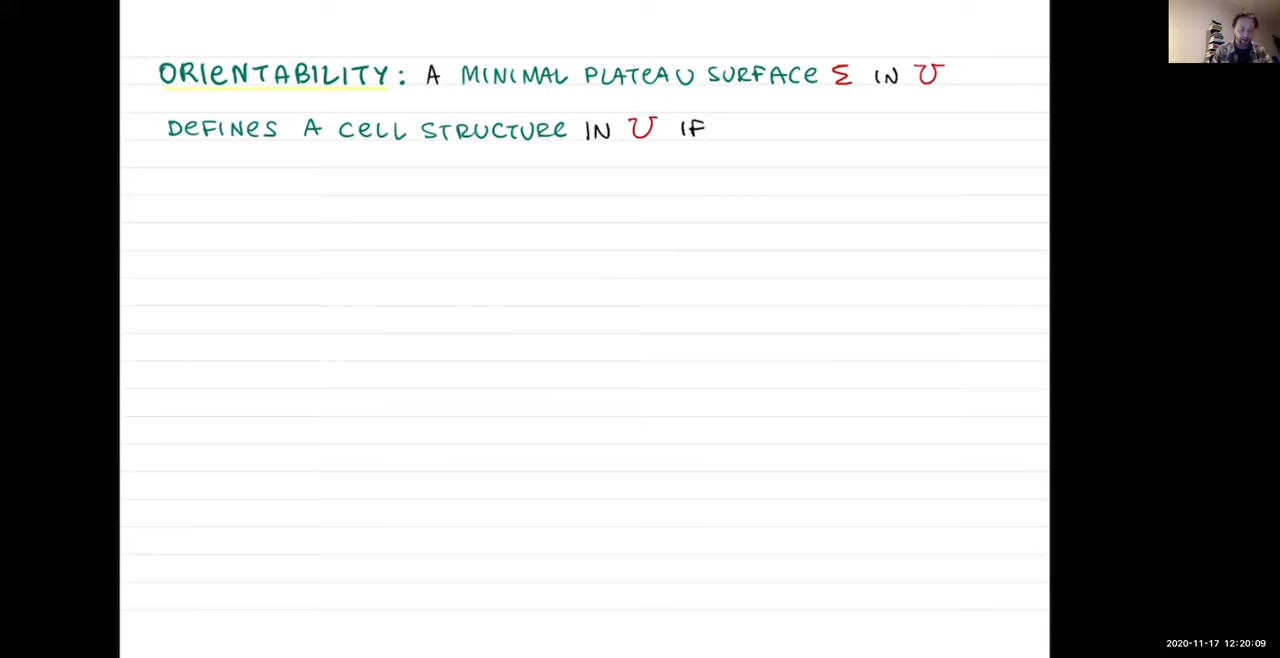 ORIENTABILITY: A MINIMAL PLATEAU SURFACE Σ IN U
DEFINES A CELL STRUCTURE IN U IF
2020-11-17 12:20:09